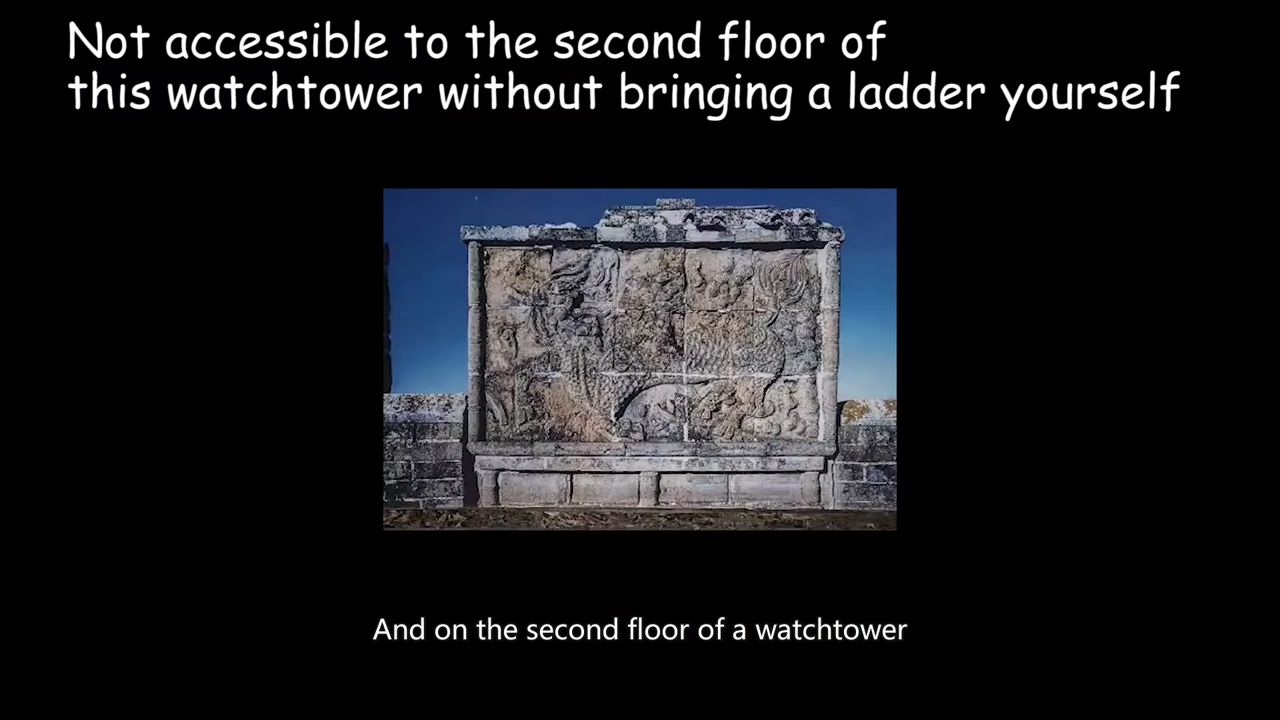 Not accessible to the second floor of
this watchtower without bringing a ladder yourself
And on the second floor of a watchtower